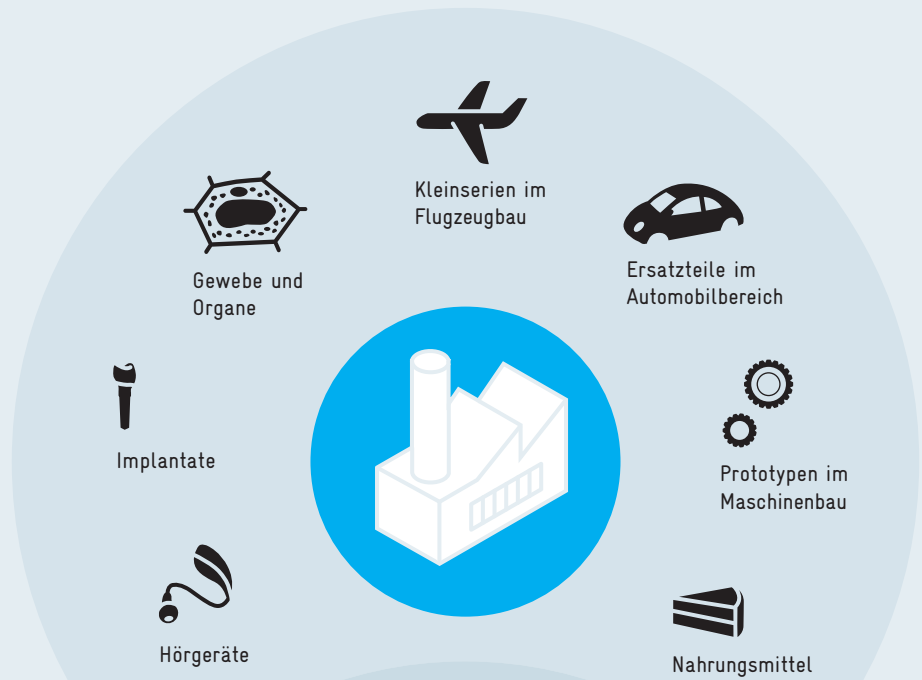 Kleinserien im
Flugzeugbau
Gewebe und
Organe
Ersatzteile im
Automobilbereich
Implantate
Prototypen im
Maschinenbau
Hörgeräte
Nahrungsmittel